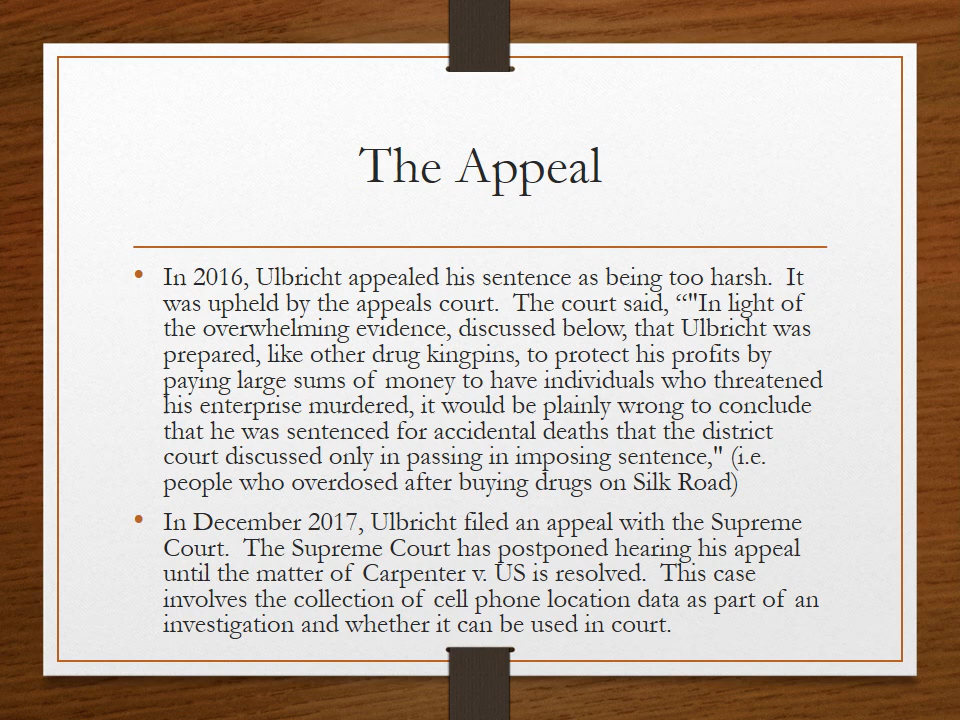 The Appeal
• In 2016, Ulbricht appealed his sentence as being too harsh.  It
was upheld by the appeals court.  The court said, “"In light of
the overwhelming evidence, discussed below, that Ulbricht was
prepared, like other drug kingpins, to protect his profits by
paying large sums of money to have individuals who threatened
his enterprise murdered, it would be plainly wrong to conclude
that he was sentenced for accidental deaths that the district
court discussed only in passing in imposing sentence," (i.e.
people who overdosed after buying drugs on Silk Road)
• In December 2017, Ulbricht filed an appeal with the Supreme
Court.  The Supreme Court has postponed hearing his appeal
until the matter of Carpenter v. US is resolved.  This case
involves the collection of cell phone location data as part of an
investigation and whether it can be used in court.